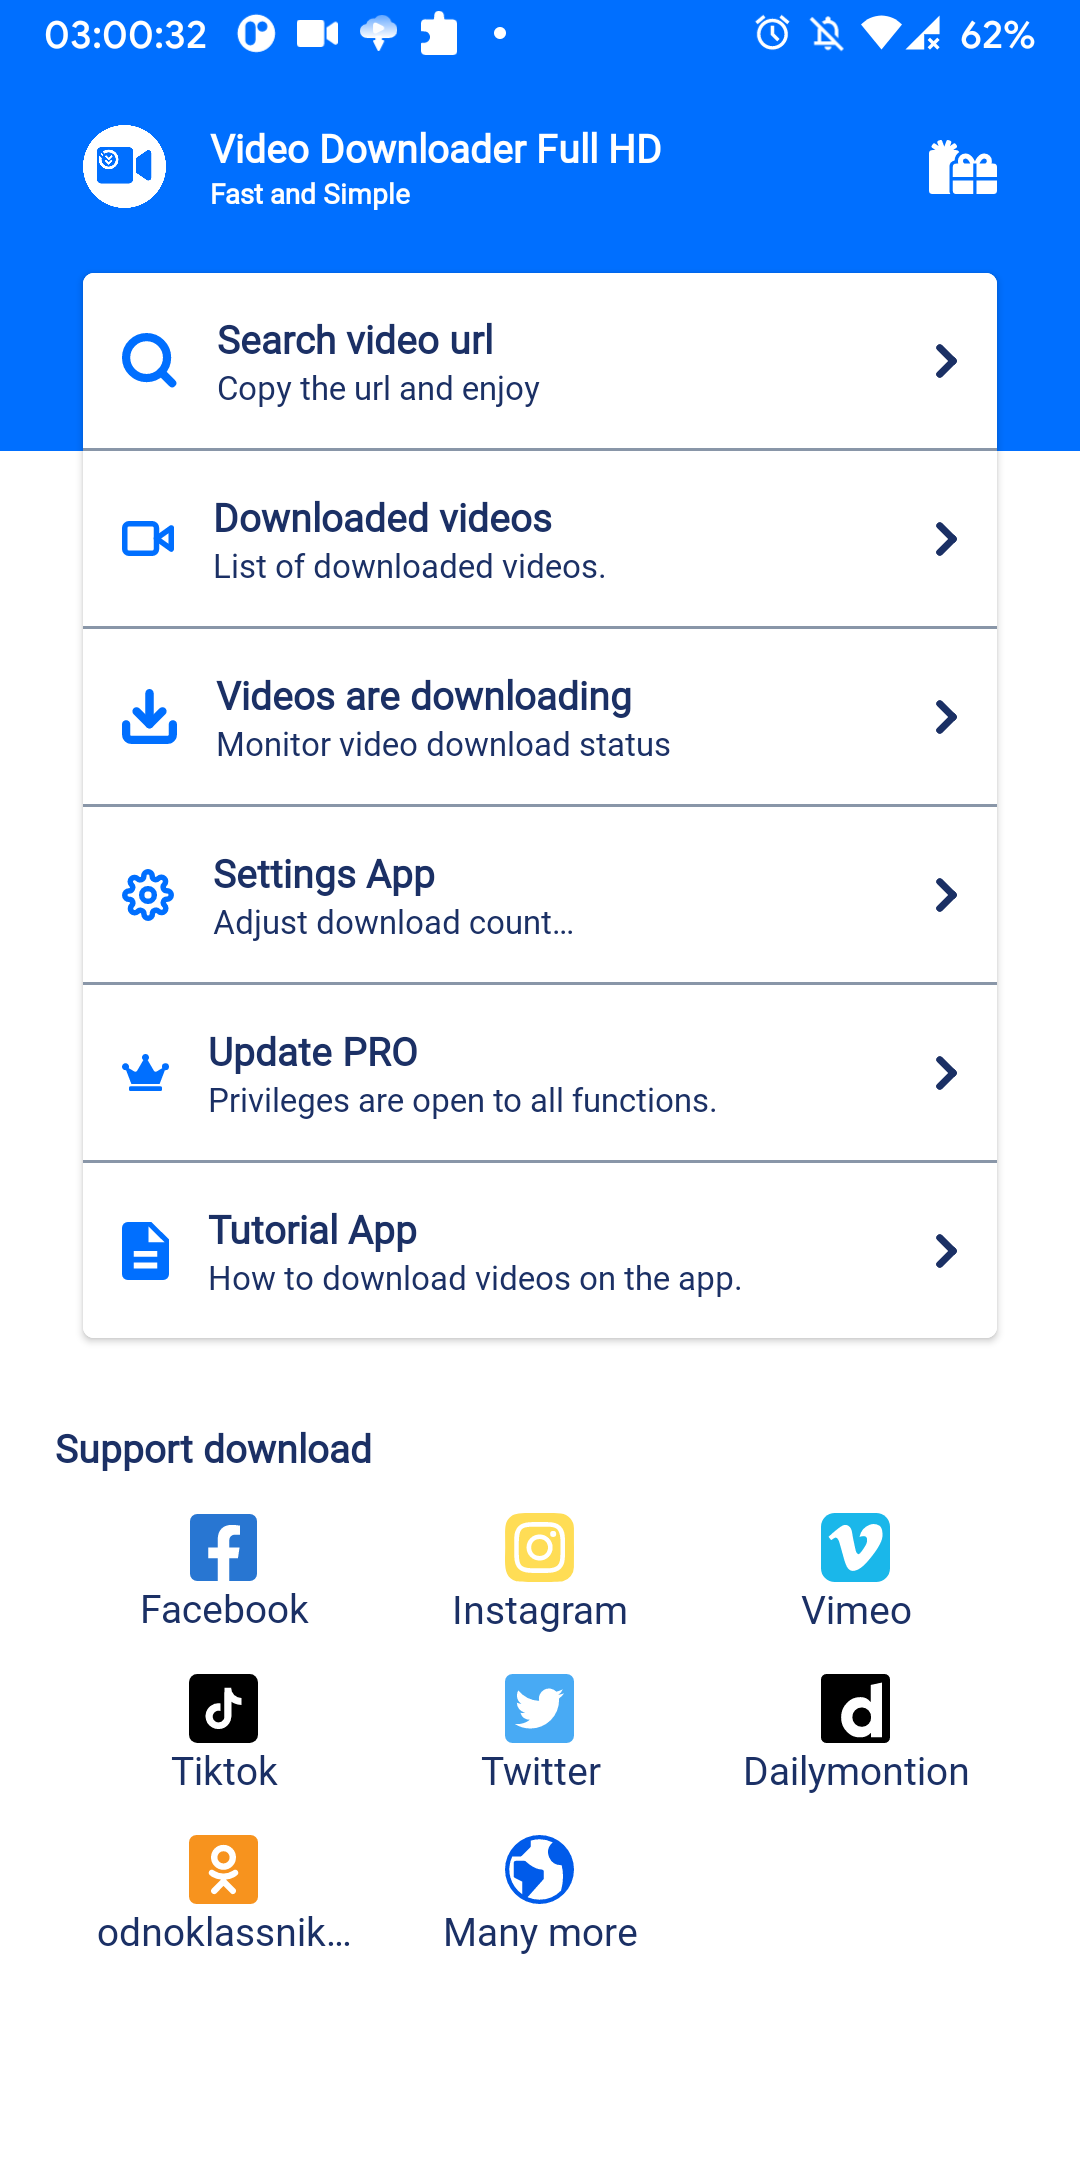 03:00:32
62%
Video Downloader Full HD
Fast and Simple
Search video url
Copy the url and enjoy
Downloaded videos
List of downloaded videos.
Videos are downloading
Monitor video download status
Settings App
Adjust download count...
Update PRO
Privileges are open to all functions.
Tutorial App
How to download videos on the app.
Support download
Facebook
Instagram
Vimeo
Tiktok
Twitter
Dailymontion
odnoklassnik...
Many more